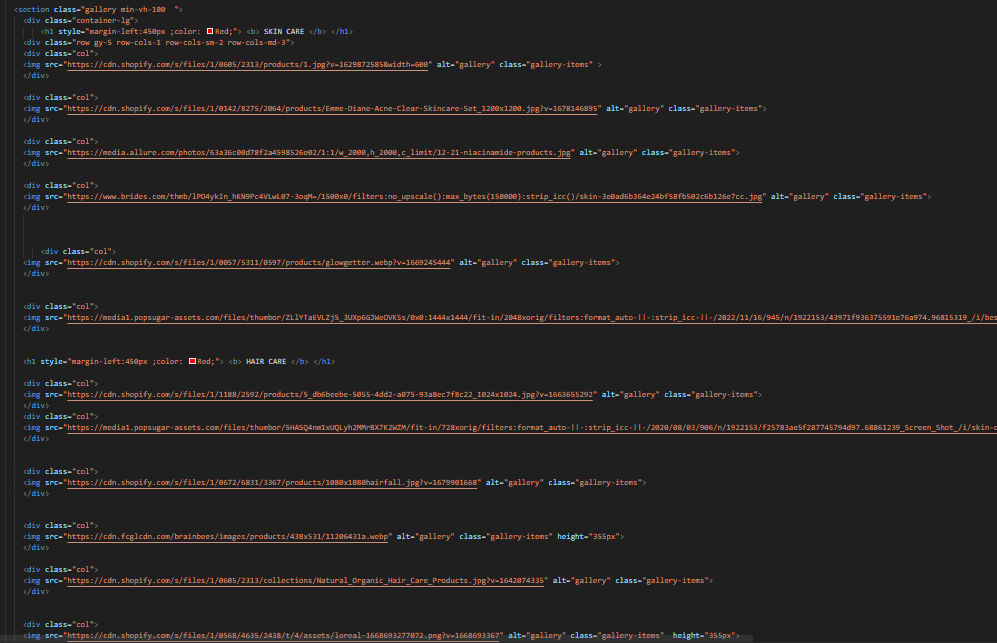 <section class="gallery min-vh-100  ">
<div class="container-lg">
<h1 style="margin-left:450px ;color: Red;"> <b> SKIN CARE </b> </h1>
<div class="row gy-5 row-cols-1 row-cols-sm-2 row-cols-md-3">
<div class="col">
<img src="https://cdn.shopify.com/s/files/1/0605/2313/products/1.jpg?v=1629872585&width=600" alt="gallery" class="gallery-items" >
</div>
<div class="col">
<img src="https://cdn.shopify.com/s/files/1/0142/8275/2064/products/Emme-Diane-Acne-Clear-Skincare-Set_1200x1200.jpg?v=1678146895" alt="gallery" class="gallery-items">
</div>
<div class="col">
<img src="https://media.allure.com/photos/63a36c00d78f2a4598526e02/1:1/w_2000,h_2000,c_limit/12-21-niacinamide-products.jpg" alt="gallery" class="gallery-items">
</div>
<div class="col">
<img src="https://www.brides.com/thmb/lPO4ykIn_hKN9Pc4VLwL07-3oqM=/1500x0/filters:no_upscale():max_bytes(150000):strip_icc()/skin-3e0ad6b364e24bf58fb502c6b126e7cc.jpg" alt="gallery" class="gallery-items">
</div>
<div class="col">
<img src="https://cdn.shopify.com/s/files/1/0057/5311/0597/products/glowgetter.webp?v=1669245444" alt="gallery" class="gallery-items">
</div>
<div class="col">
<img src="https://media1.popsugar-assets.com/files/thumbor/ZLlYTaEVLZj5_3UXp6GJWeOVKSs/0x0:1444x1444/fit-in/2048xorig/filters:format_auto-!!-:strip_icc-!!-/2022/11/16/945/n/1922153/43971f936375591e76a974.96815319_/i/bes
</div>
<h1 style="margin-left:450px ;color: Red;"> <b> HAIR CARE </b> </h1>
<div class="col">
<img src="https://cdn.shopify.com/s/files/1/1188/2592/products/5_db6beebe-5055-4dd2-a075-93a8ec7f8c22_1024x1024.jpg?v=1663655292" alt="gallery" class="gallery-items">
</div>
<div class="col">
<img src="https://media1.popsugar-assets.com/files/thumbor/5HASQ4nm1xUQLyh2MMr8X7K2WZM/fit-in/728xorig/filters:format_auto-!!-:strip_icc-!!-/2020/08/03/906/n/1922153/f25783ae5f287745794d97.68861239_Screen_Shot_/i/skin-c
</div>
<div class="col">
<img src="https://cdn.shopify.com/s/files/1/0672/6831/3367/products/1080x1080hairfall.jpg?v=1679901668" alt="gallery" class="gallery-items">
</div>
<div class="col">
<img src="https://cdn.fcglcdn.com/brainbees/images/products/438x531/11206431a.webp" alt="gallery" class="gallery-items" height="355px">
</div>
<div class="col">
<img src="https://cdn.shopify.com/s/files/1/0605/2313/collections/Natural_Organic_Hair_Care_Products.jpg?v=1642074335" alt="gallery" class="gallery-items">
</div>
<div class="col">
<img src="https://cdn.shopify.com/s/files/1/0568/4635/2438/t/4/assets/loreal-1668693277072.png?v=1668693367" alt="gallery" class="gallery-items"  height="355px">